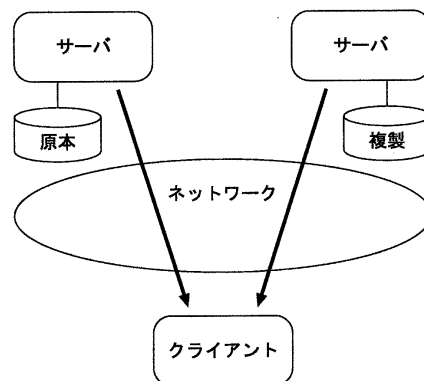 サーバ
サーバ
原本
複製
ネットワーク
クライアント